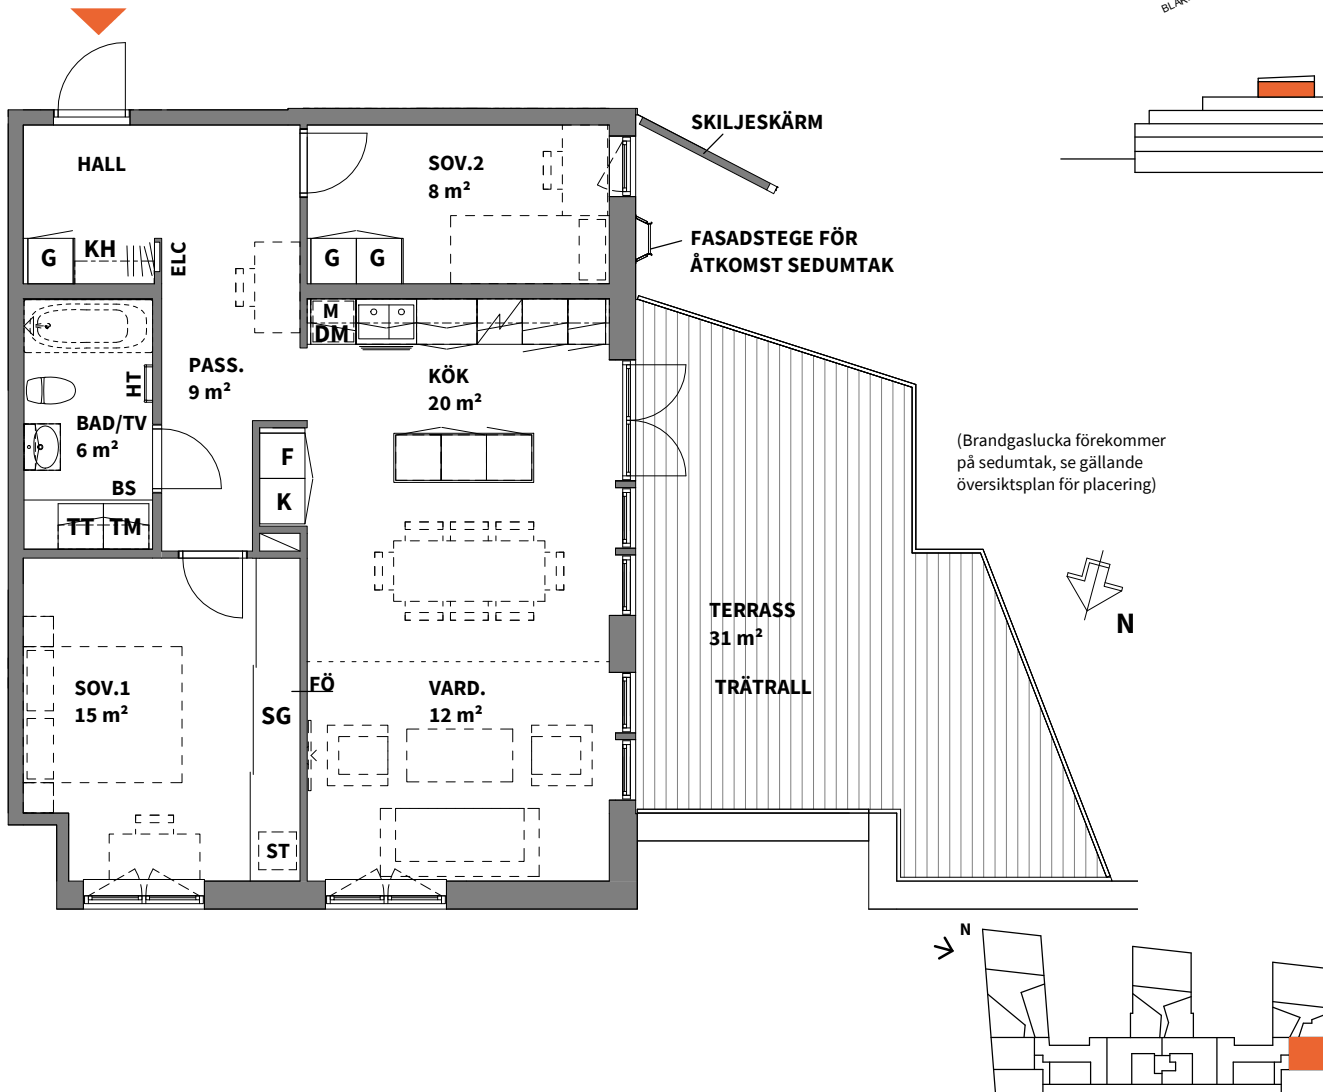 SKILJESKÄRM
HALL
SOV.2
8 m²
FASADSTEGE FÖR
ÅTKOMST SEDUMTAK
G
KH
ELC
G
G
M
DM
PASS.
9 m²
HT
KÖK
20 m²
BAD/TV
6 m²
BS
F
K
TT
TM
(Brandgaslucka förekommer
på sedumtak, se gällande
översiktsplan för placering)
N
TERRASS
31 m²
TRÄTRALL
SOV.1
15 m²
FÖ
SG
VARD.
12 m²
ST
N